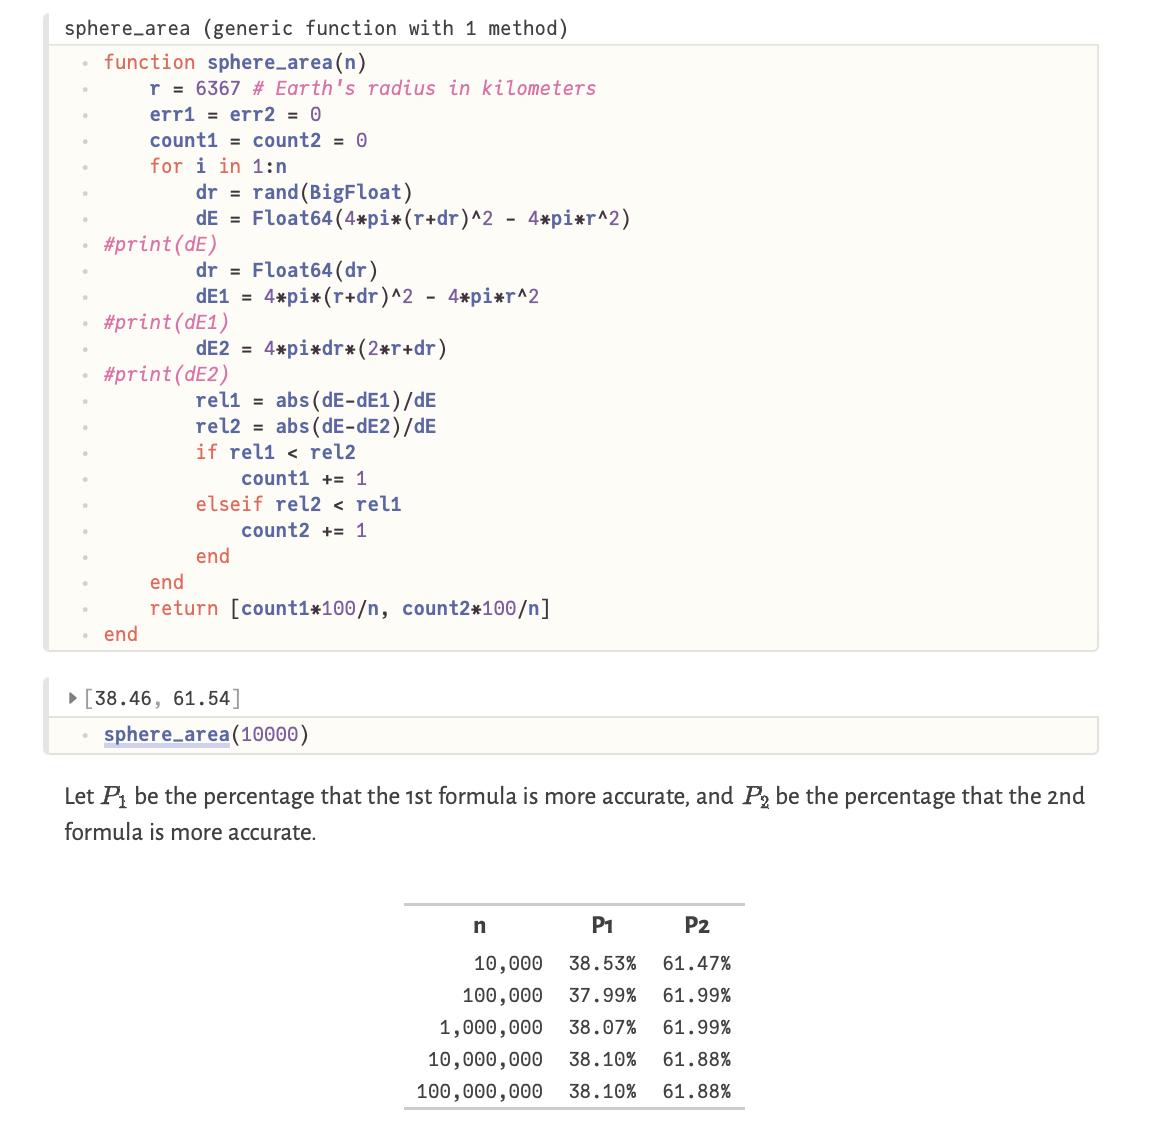 sphere_area (generic function with 1 method)
function sphere_area(n)
    r = 6367 # Earth's radius in kilometers
    err1 = err2 = 0
    count1 = count2 = 0
    for i in 1:n
        dr = rand(BigFloat)
        dE = Float64(4*pi*(r+dr)^2 - 4*pi*r^2)
#print(dE)
        dr = Float64(dr)
        dE1 = 4*pi*(r+dr)^2 - 4*pi*r^2
#print(dE1)
        dE2 = 4*pi*dr*(2*r+dr)
#print(dE2)
        rel1 = abs(dE-dE1)/dE
        rel2 = abs(dE-dE2)/dE
        if rel1 < rel2
            count1 += 1
        elseif rel2 < rel1
            count2 += 1
        end
    end
    return [count1*100/n, count2*100/n]
end
[38.46, 61.54]
sphere_area(10000)
Let P₁ be the percentage that the 1st formula is more accurate, and P₂ be the percentage that the 2nd
formula is more accurate.
n P1 P2
10,000 38.53% 61.47%
100,000 37.99% 61.99%
1,000,000 38.07% 61.99%
10,000,000 38.10% 61.88%
100,000,000 38.10% 61.88%